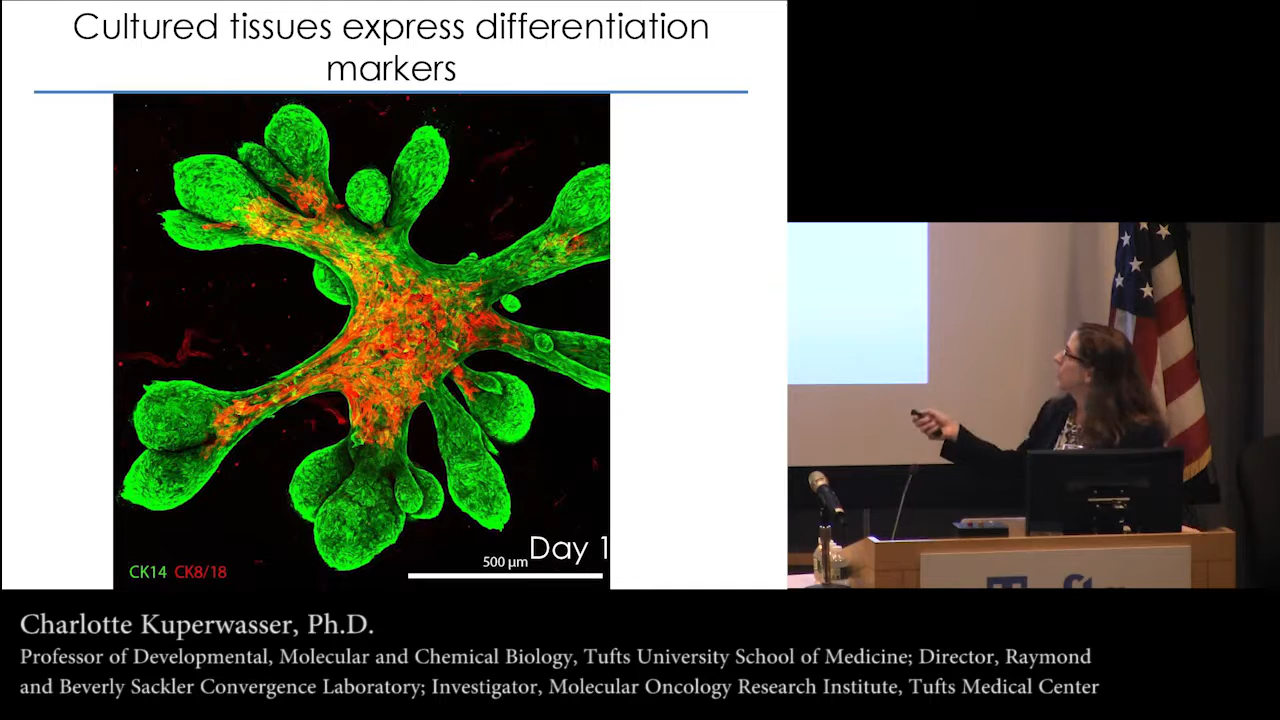 Cultured tissues express differentiation
markers
500 µm
Day 1
CK14 CK8/18
Charlotte Kuperwasser, Ph.D.
Professor of Developmental, Molecular and Chemical Biology, Tufts University School of Medicine; Director, Raymond
and Beverly Sackler Convergence Laboratory; Investigator, Molecular Oncology Research Institute, Tufts Medical Center